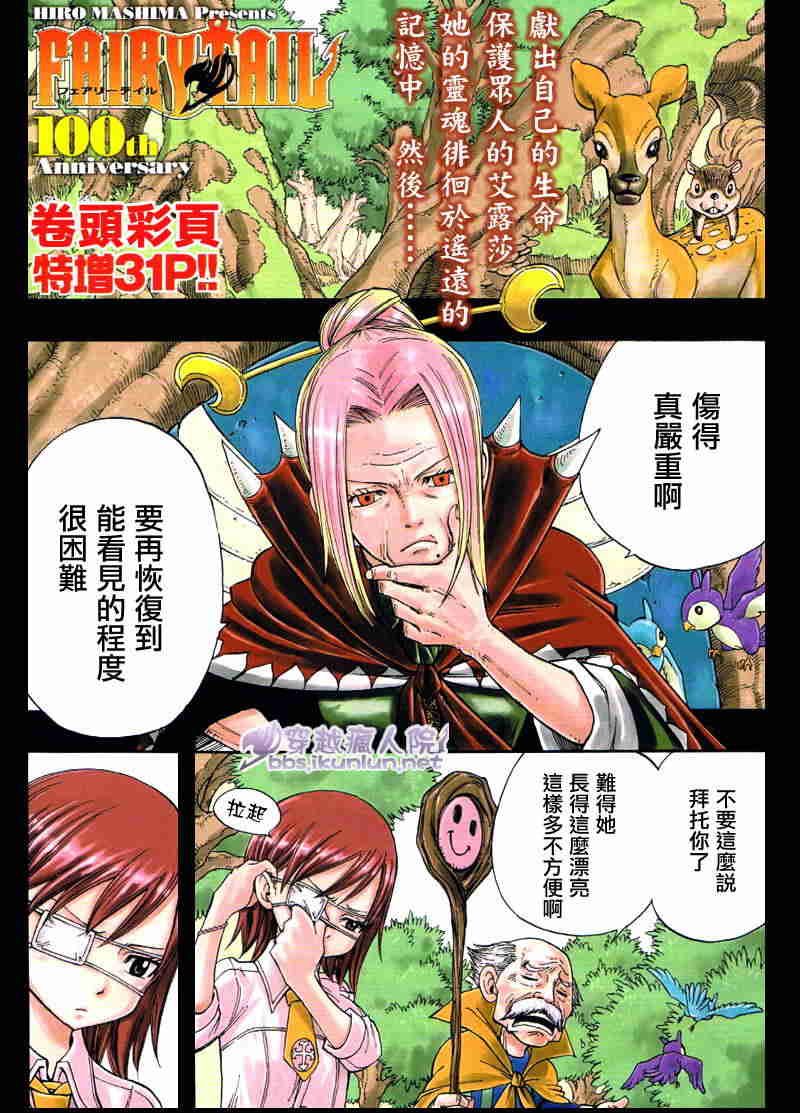 HIRO MASHIMA Presents
FAIRY TAIL
フェアリーテイル
100th
Anniversary
卷頭彩頁
特增31P!!
獻出自己的生命
保護眾人的艾露莎
她的靈魂徘徊於遙遠的
記憶中 然後……
傷得
真嚴重啊
要再恢復到
能看見的程度
很困難
穿越瘋人院
bbs.ikunlun.net
不要這麼說
拜托你了
難得她
長得這麼漂亮
這樣多不方便啊
拉起